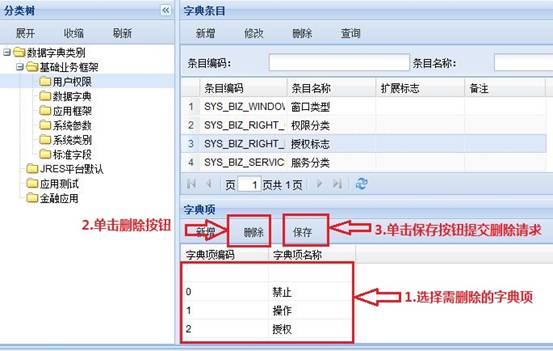 分类树
展开 收缩 刷新
数据字典类别
基础业务框架
用户权限
数据字典
应用框架
系统参数
系统类别
标准字段
JRES平台默认
应用测试
金融应用
字典条目
新增 修改 删除 查询
条目编码: 条目名称:
条目编码 条目名称 扩展标志 备注
1 SYS_BIZ_WINDOW 窗口类型
2 SYS_BIZ_RIGHT_ 权限分类
3 SYS_BIZ_RIGHT_ 授权标志
4 SYS_BIZ_SERVIC 服务分类
页 1 页共 1 页
字典项
2.单击删除按钮 新增 删除 保存 3.单击保存按钮提交删除请求
字典项编码 字典项名称
0 禁止
1 操作
2 授权
1.选择需删除的字典项